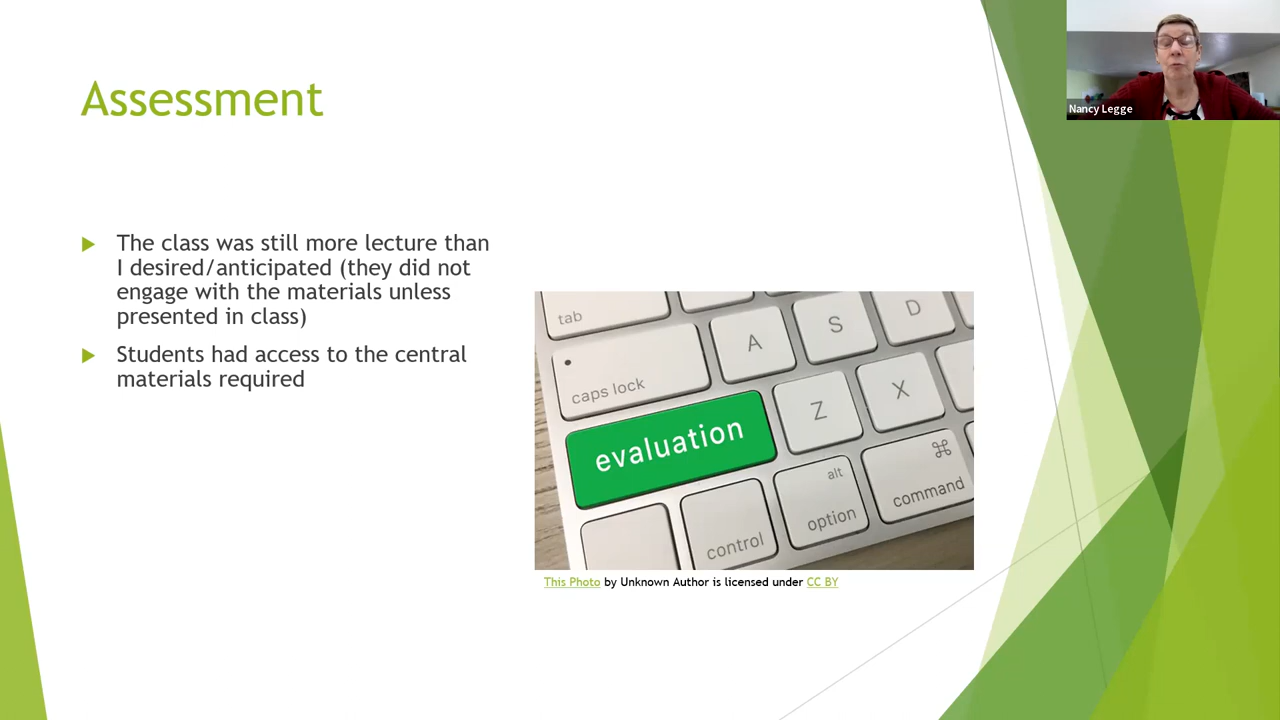 Assessment
Nancy Legge
The class was still more lecture than
I desired/anticipated (they did not
engage with the materials unless
presented in class)
Students had access to the central
materials required
tab
A
S
D
caps lock
Z
X
evaluation
⌘
alt
control
option
command
This Photo by Unknown Author is licensed under CC BY